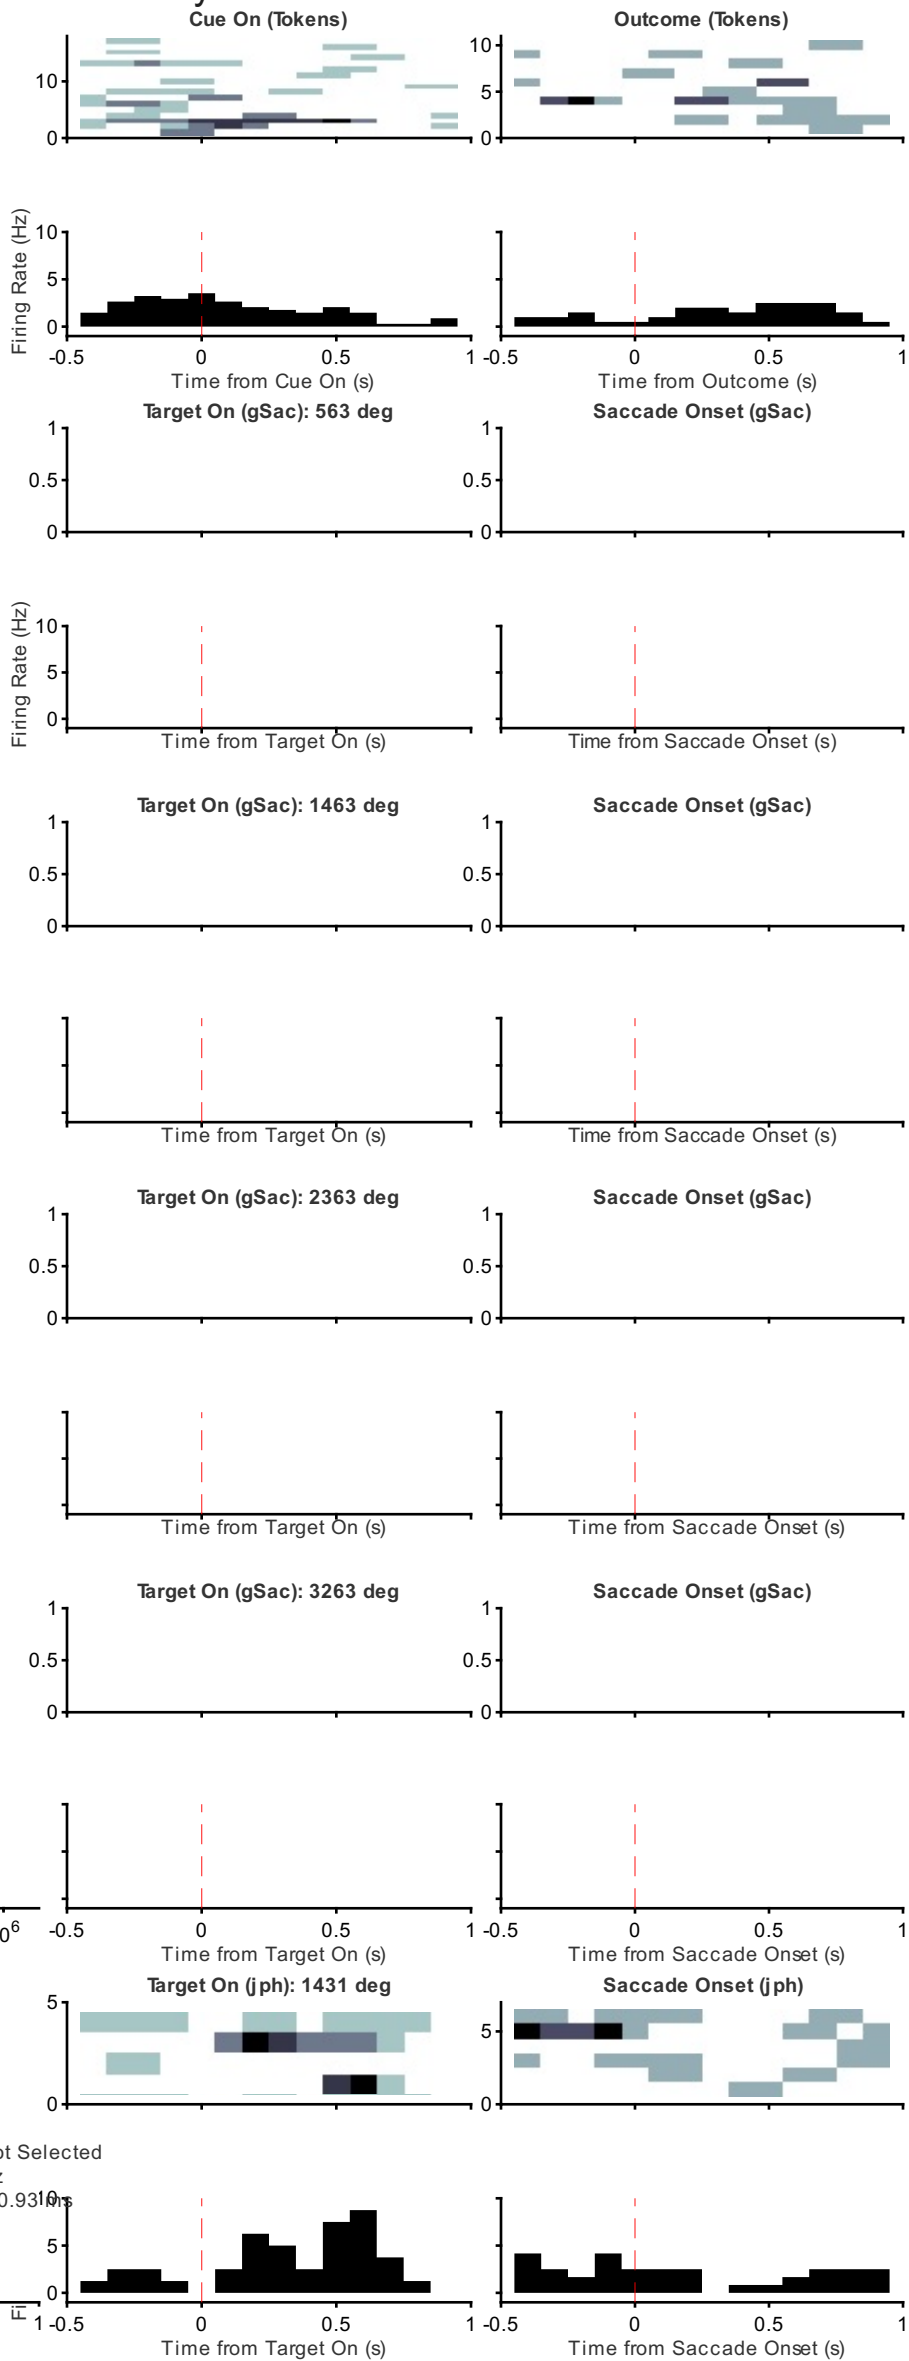 Cue On (Tokens) Outcome (Tokens)
10 10
5
0 0
Firing Rate (Hz)
10
5
0
-0.5 0 0.5 1 -0.5 0 0.5 1
Time from Cue On (s) Time from Outcome (s)
Target On (gSac): 563 deg Saccade Onset (gSac)
1 1
0.5 0.5
0 0
Firing Rate (Hz)
10
5
0
Time from Target On (s) Time from Saccade Onset (s)
Target On (gSac): 1463 deg Saccade Onset (gSac)
1 1
0.5 0.5
0 0
Time from Target On (s) Time from Saccade Onset (s)
Target On (gSac): 2363 deg Saccade Onset (gSac)
1 1
0.5 0.5
0 0
Time from Target On (s) Time from Saccade Onset (s)
Target On (gSac): 3263 deg Saccade Onset (gSac)
1 1
0.5 0.5
0 0
0⁶ -0.5 0 0.5 1 -0.5 0 0.5 1
Time from Target On (s) Time from Saccade Onset (s)
Target On (jph): 1431 deg Saccade Onset (jph)
5 5
0 0
ot Selected
z
0.93 ms
10
5
0
Fi
1 -0.5 0 0.5 1 -0.5 0 0.5 1
Time from Target On (s) Time from Saccade Onset (s)